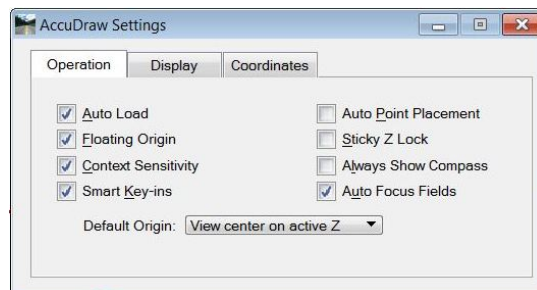 AccuDraw Settings
Operation Display Coordinates
Auto Load Auto Point Placement
Floating Origin Sticky Z Lock
Context Sensitivity Always Show Compass
Smart Key-ins Auto Focus Fields
Default Origin: View center on active Z